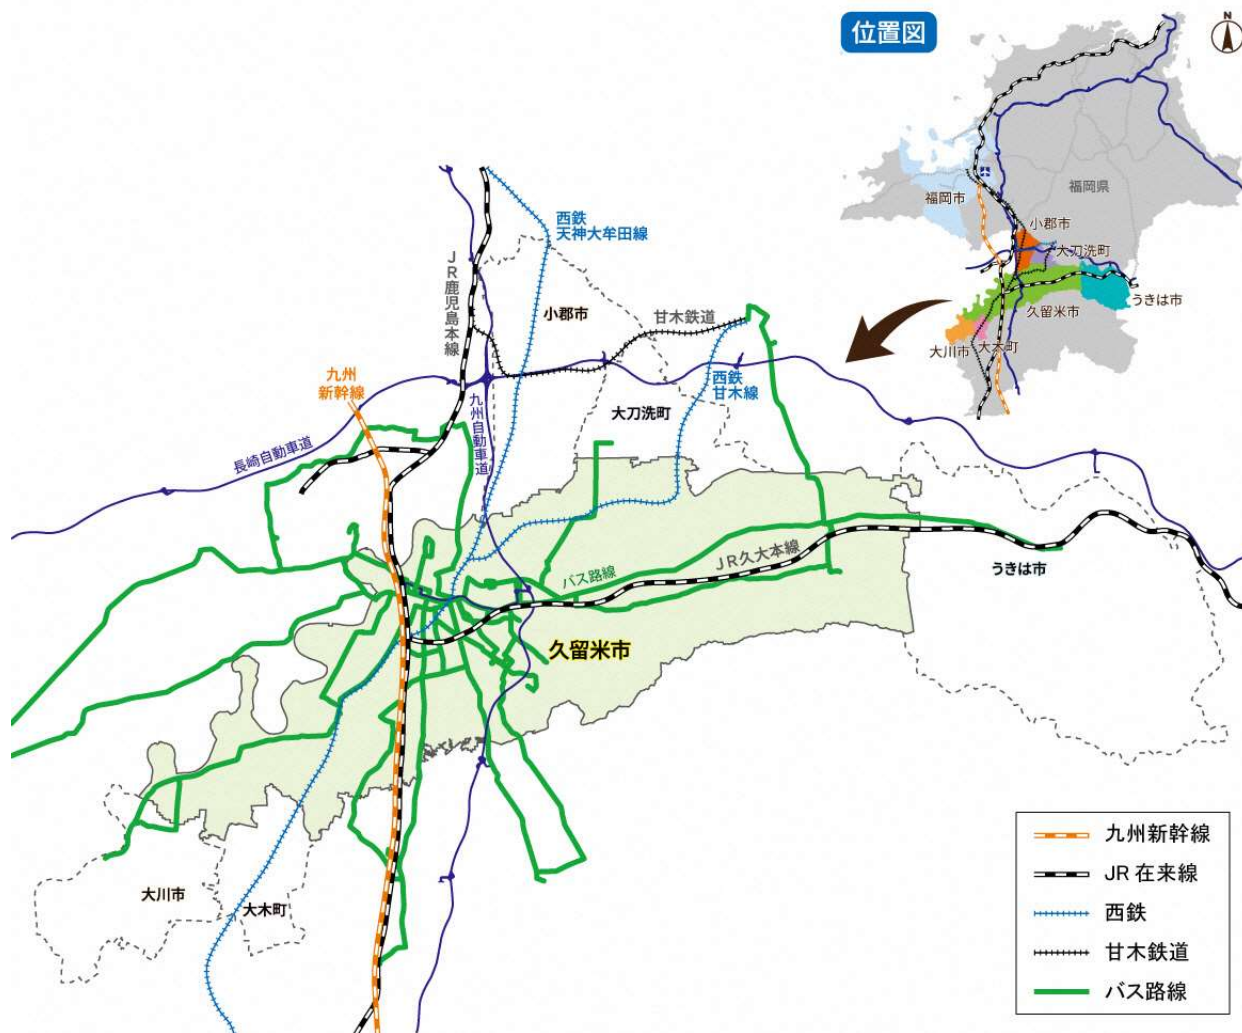 位置図
N
福岡市
福岡県
小郡市
大刀洗町
うきは市
久留米市
大川市
大木町
西鉄
天神大牟田線
JR鹿児島本線
小郡市
甘木鉄道
九州
新幹線
西鉄
甘木線
九州自動車道
大刀洗町
長崎自動車道
JR久大本線
バス路線
うきは市
久留米市
大川市
大木町
九州新幹線
JR在来線
西鉄
甘木鉄道
バス路線